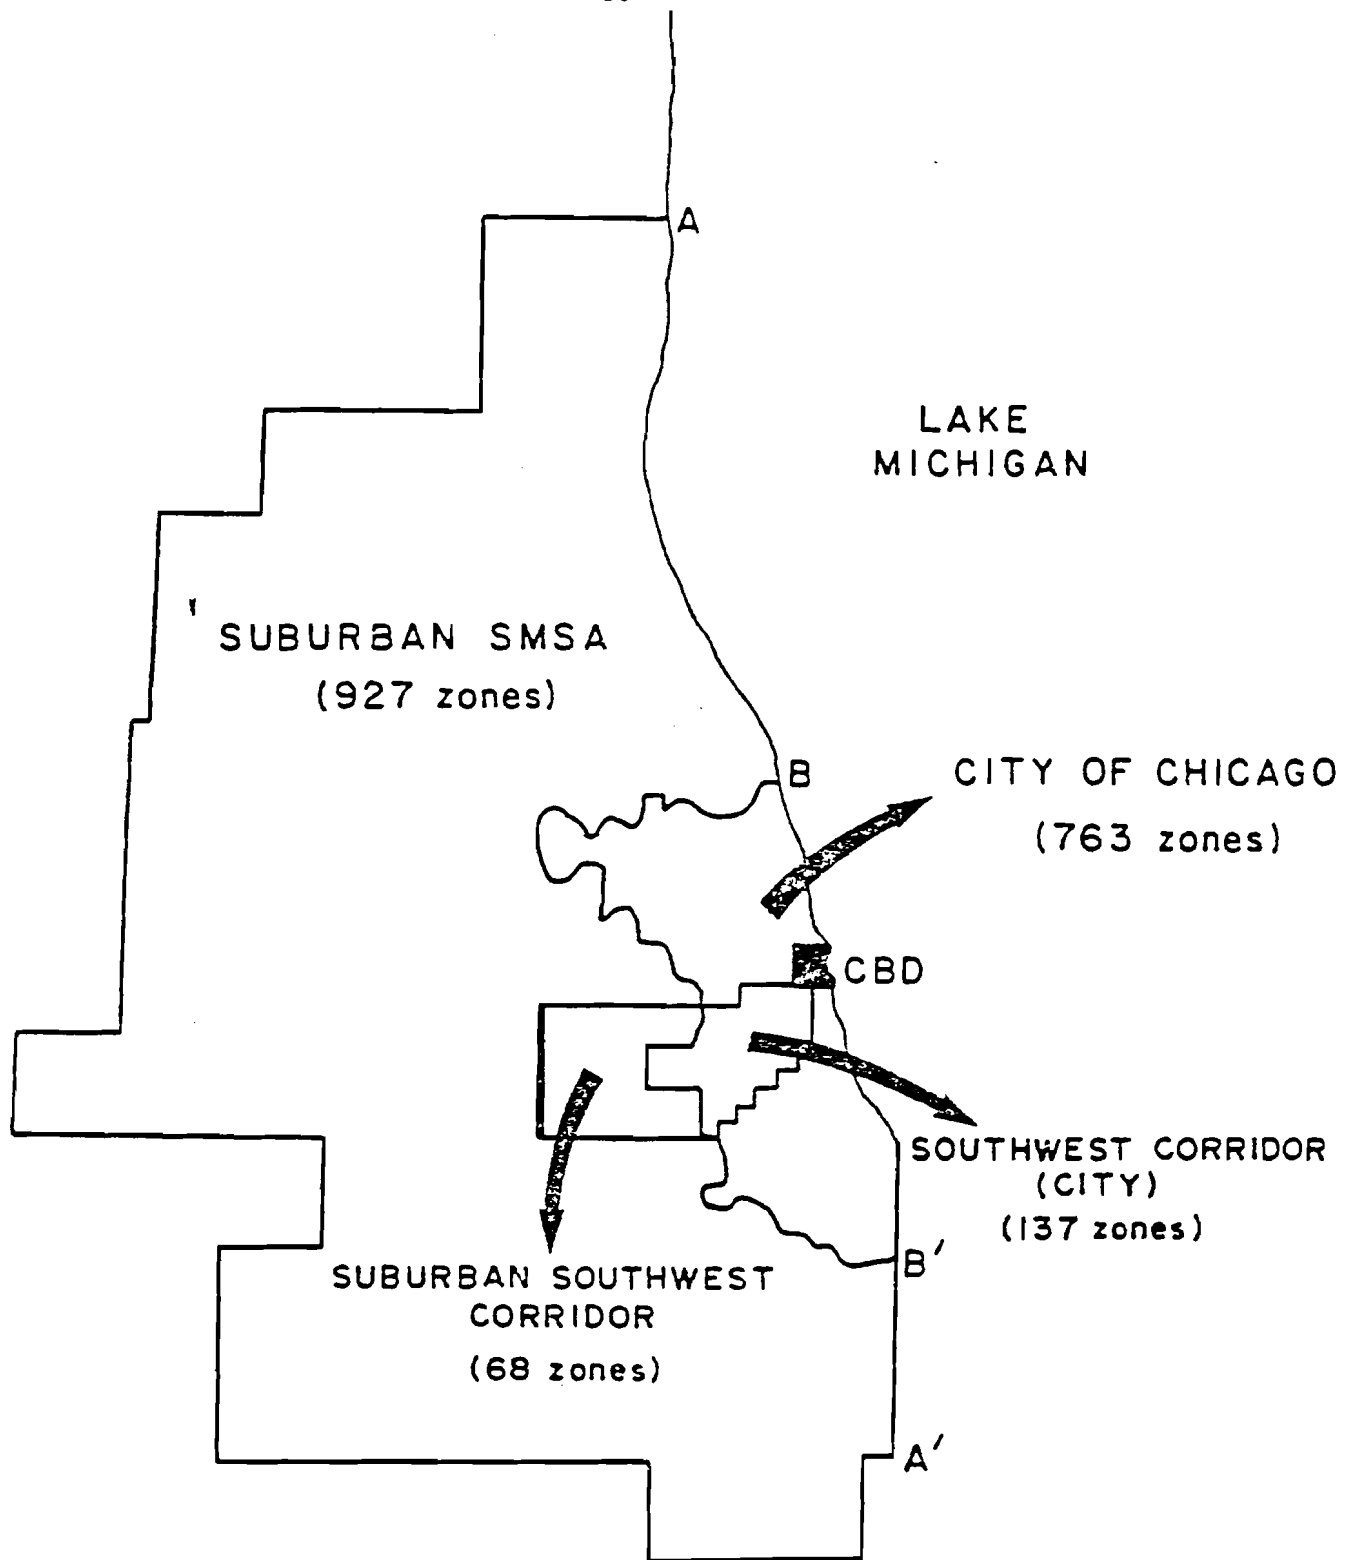 A
LAKE
MICHIGAN
SUBURBAN SMSA
(927 zones)
B
CITY OF CHICAGO
(763 zones)
CBD
SOUTHWEST CORRIDOR
(CITY)
(137 zones)
B'
SUBURBAN SOUTHWEST
CORRIDOR
(68 zones)
A'